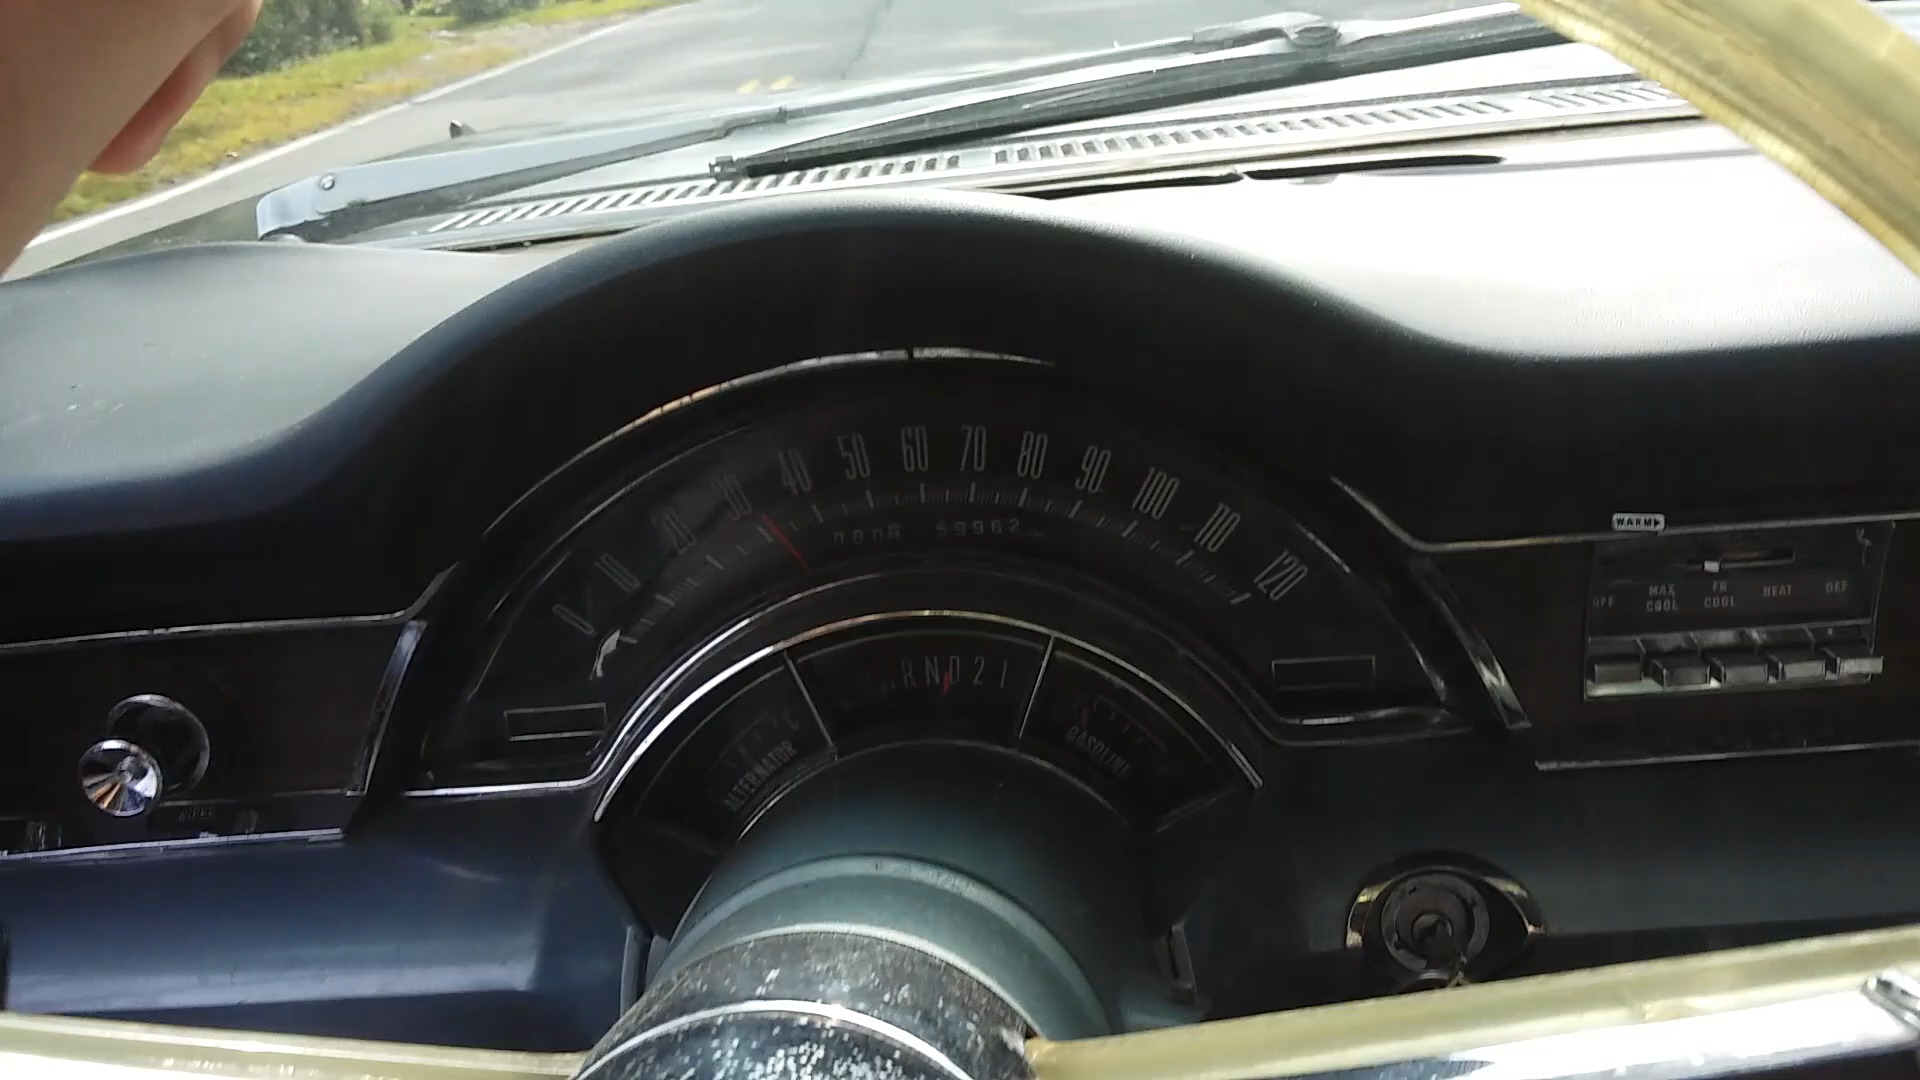 0 10 20 30 40 50 60 70 80 90 100 110 120
59962
WARM
OFF MAX COOL FR COOL HEAT DEF
RND21
ALTERNATOR
C
GASOLINE
WIPER